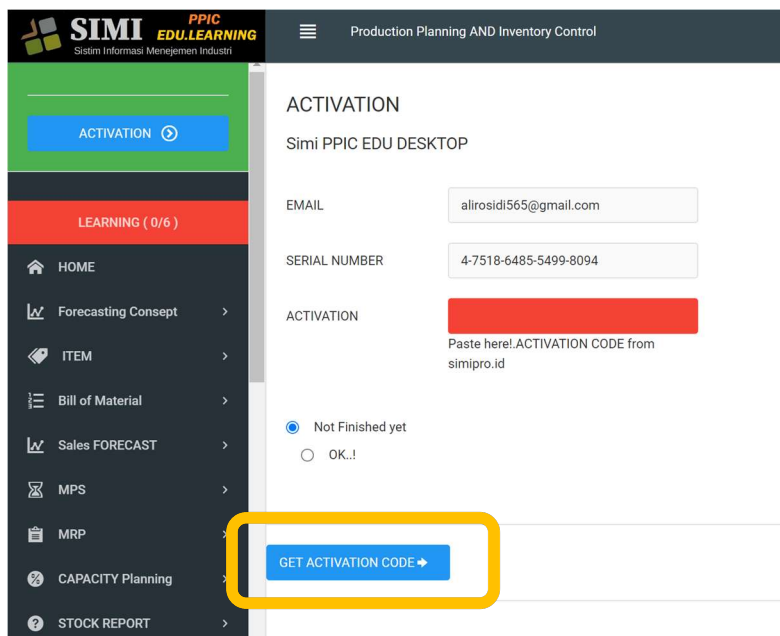 SIMI PPIC EDU.LEARNING
Sistim Informasi Menejemen Industri
Production Planning AND Inventory Control
ACTIVATION
LEARNING ( 0/6 )
HOME
Forecasting Consept
ITEM
Bill of Material
Sales FORECAST
MPS
MRP
CAPACITY Planning
STOCK REPORT
ACTIVATION
Simi PPIC EDU DESKTOP
EMAIL
alirosidi565@gmail.com
SERIAL NUMBER
4-7518-6485-5499-8094
ACTIVATION
Paste here!.ACTIVATION CODE from
simipro.id
Not Finished yet
OK..!
GET ACTIVATION CODE